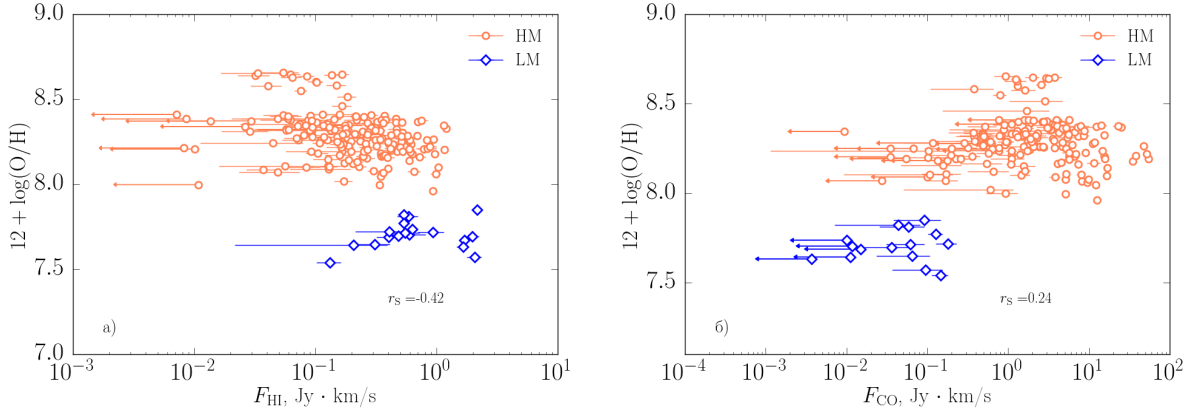 9.0
8.5
8.0
7.5
7.0
12 + log(O/H)
HM
LM
r_S =-0.42
а)
10^-3
10^-2
10^-1
10^0
10^1
F_HI, Jy · km/s
9.0
8.5
8.0
7.5
7.0
12 + log(O/H)
HM
LM
r_S =0.24
б)
10^-4
10^-3
10^-2
10^-1
10^0
10^1
10^2
F_CO, Jy · km/s